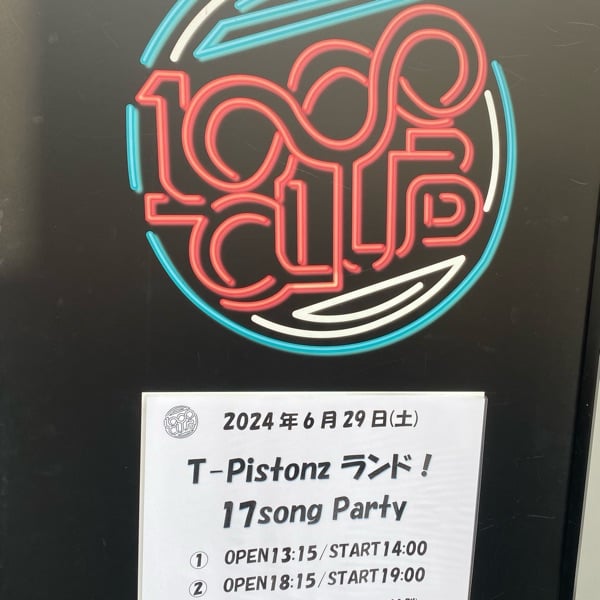 1000 CLUB
2024年6月29日(土)
T-Pistonz ランド！
17song Party
① OPEN13:15/START14:00
② OPEN18:15/START19:00